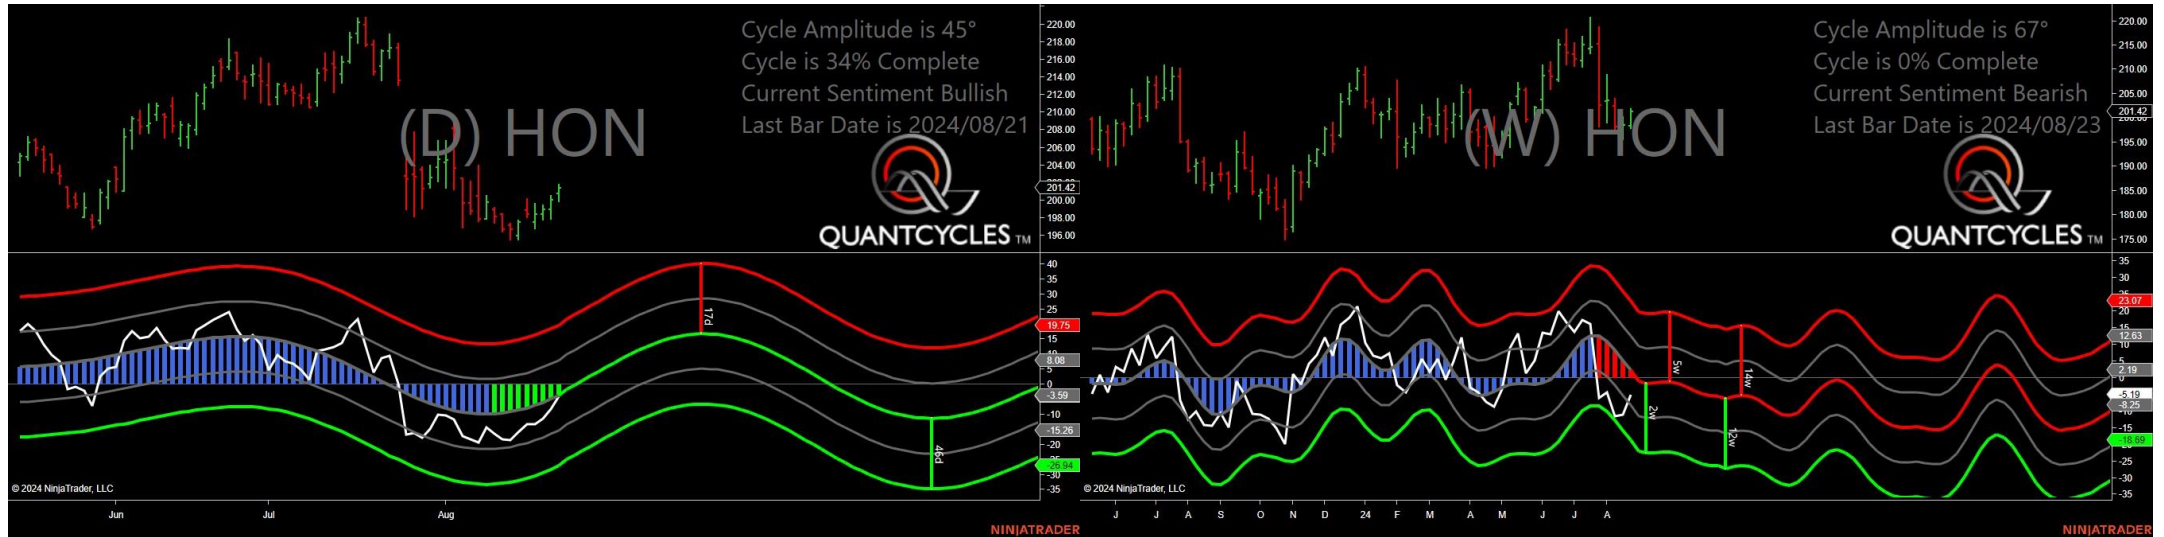 Cycle Amplitude is 45°
Cycle is 34% Complete
Current Sentiment Bullish
Last Bar Date is 2024/08/21
(D) HON
QUANTCYCLES TM
220.00
218.00
216.00
214.00
212.00
210.00
208.00
206.00
204.00
201.42
200.00
198.00
196.00
40
35
30
25
19.75
15
8.08
5
0
-3.59
-10
-15.26
-20
-26.94
-30
-35
17d
46d
© 2024 NinjaTrader, LLC
Jun
Jul
Aug
NINJATRADER
Cycle Amplitude is 67°
Cycle is 0% Complete
Current Sentiment Bearish
Last Bar Date is 2024/08/23
(W) HON
QUANTCYCLES TM
220.00
215.00
210.00
205.00
201.42
195.00
190.00
185.00
180.00
175.00
35
30
23.07
20
15
12.63
5
2.19
-5.19
-8.25
-15
-18.69
-25
-30
-35
5w
14w
2w
12w
© 2024 NinjaTrader, LLC
J J A S O N D 24 F M A M J J A
NINJATRADER